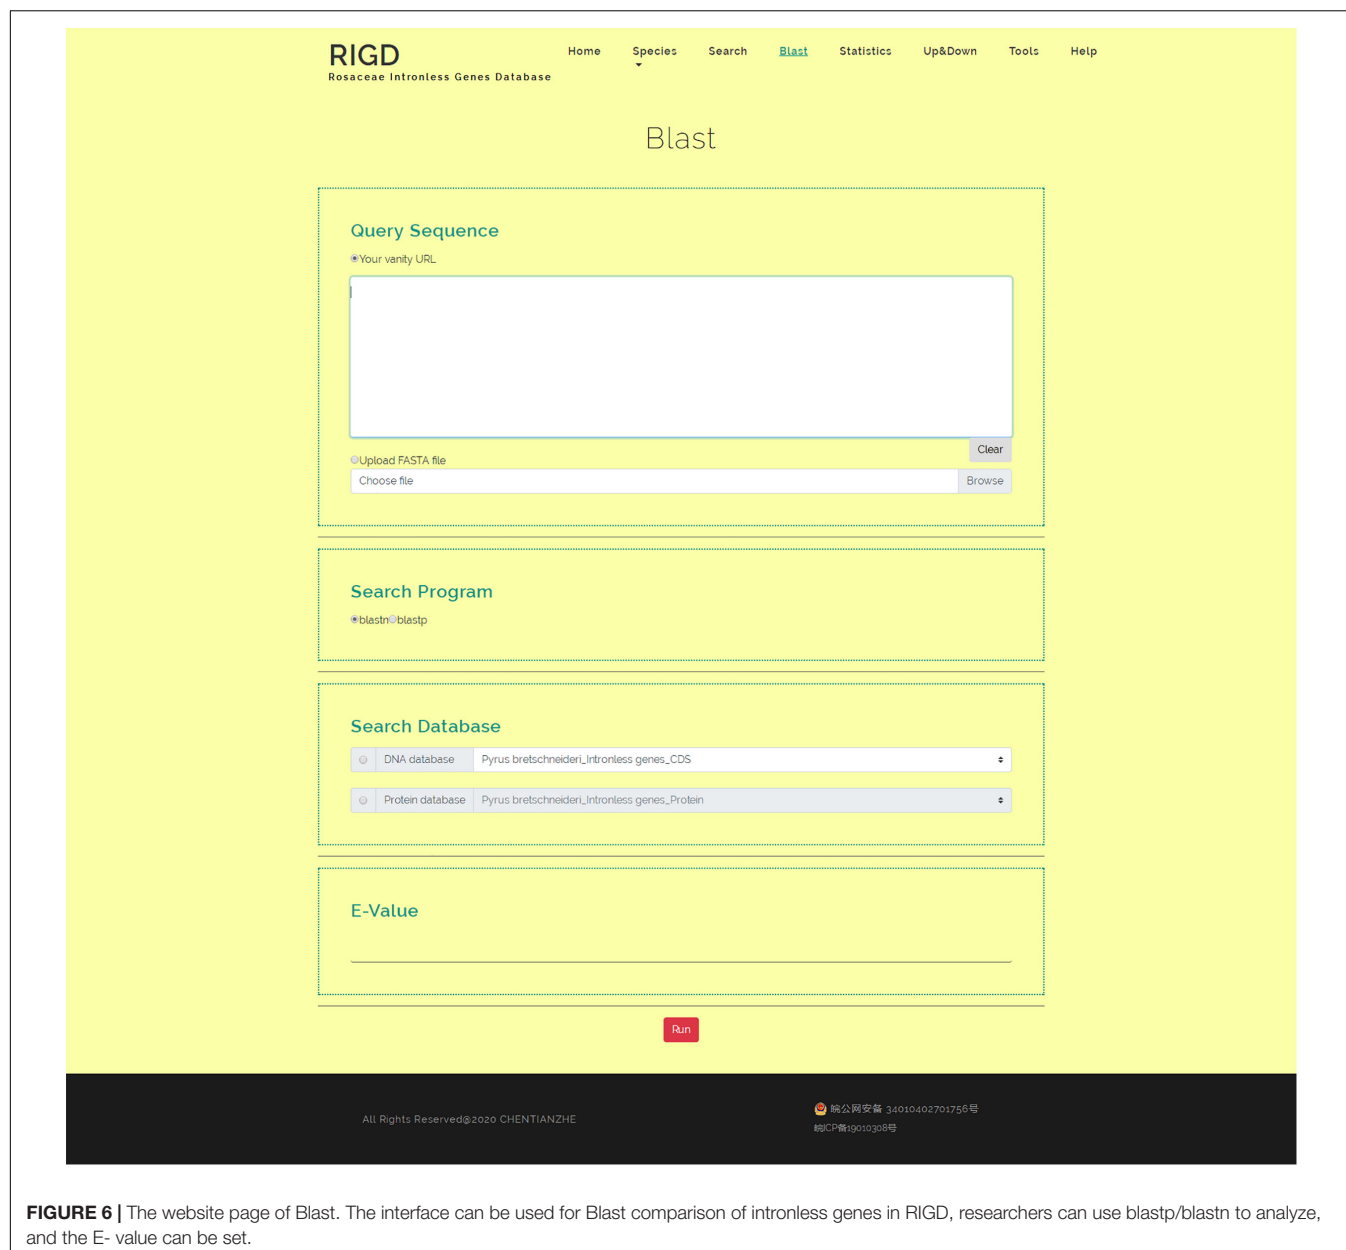 RIGD
Rosaceae Intronless Genes Database
Home Species Search Blast Statistics Up&Down Tools Help
Blast
Query Sequence
Your vanity URL
Clear
Upload FASTA file
Choose file Browse
Search Program
blastn blastp
Search Database
DNA database Pyrus bretschneideri_Intronless genes_CDS
Protein database Pyrus bretschneideri_Intronless genes_Protein
E-Value
Run
All Rights Reserved@2020 CHENTIANZHE
皖公网安备 34010402701756号
皖ICP备19010308号
FIGURE 6 | The website page of Blast. The interface can be used for Blast comparison of intronless genes in RIGD, researchers can use blastp/blastn to analyze,
and the E- value can be set.